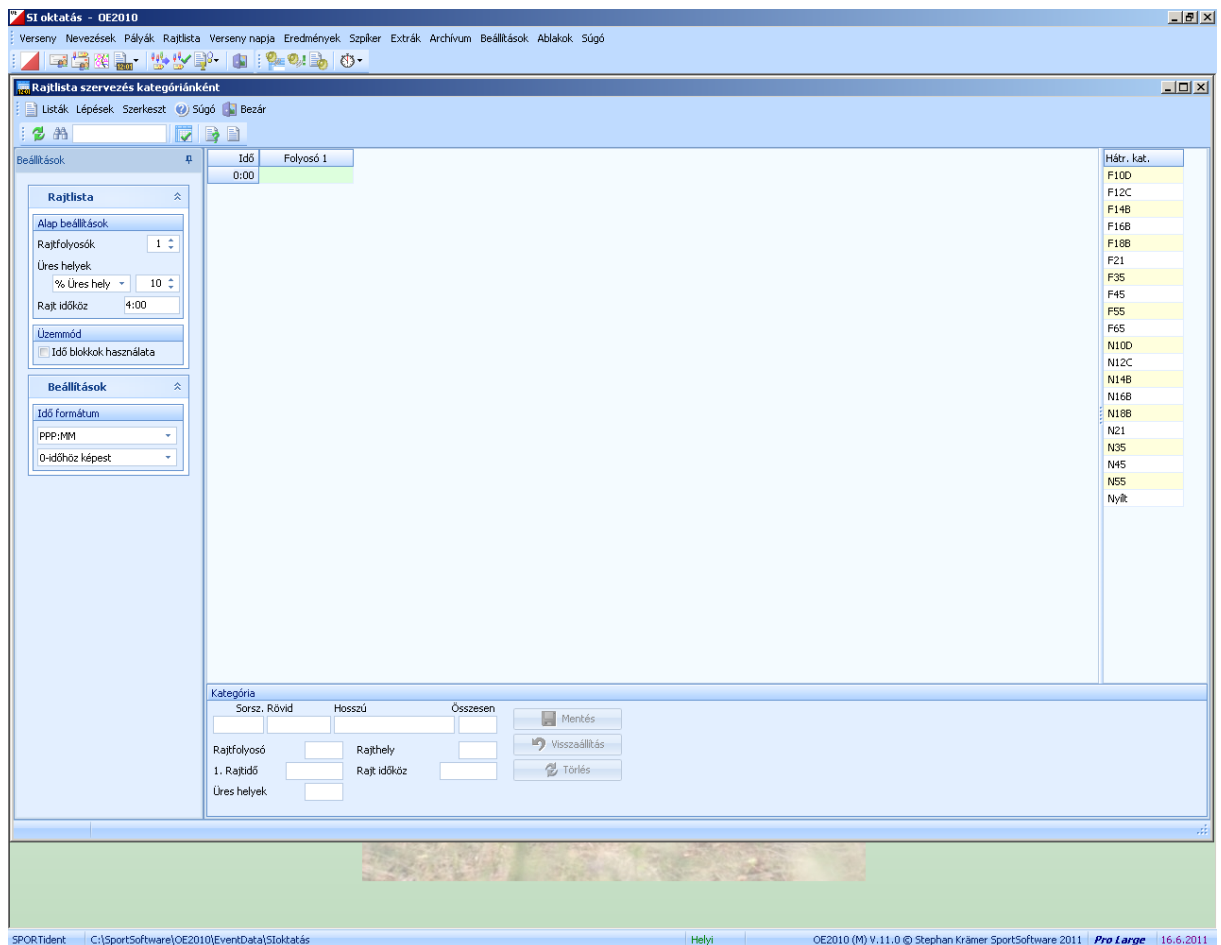 SI oktatás - OE2010
Verseny Nevezések Pályák Rajtlista Verseny napja Eredmények Szpíker Extrák Archívum Beállítások Ablakok Súgó
Rajtlista szervezés kategóriánként
Listák Lépések Szerkeszt Súgó Bezár
Beállítások
Rajtlista
Alap beállítások
Rajtfolyosók 1
Üres helyek
% Üres hely 10
Rajt időköz 4:00
Üzemmód
Idő blokkok használata
Beállítások
Idő formátum
PPP:MM
0-időhöz képest
Idő Folyosó 1
0:00
Hátr. kat.
F10D
F12C
F14B
F16B
F18B
F21
F35
F45
F55
F65
N10D
N12C
N14B
N16B
N18B
N21
N35
N45
N55
Nyílt
Kategória
Sorsz. Rövid Hosszú Összesen
Mentés
Rajtfolyosó Rajthely
Visszaállítás
1. Rajtidő Rajt időköz
Törlés
Üres helyek
SPORTident C:\SportSoftware\OE2010\EventData\SIoktatás Helyi OE2010 (M) V.11.0 © Stephan Krämer SportSoftware 2011 Pro Large 16.6.2011